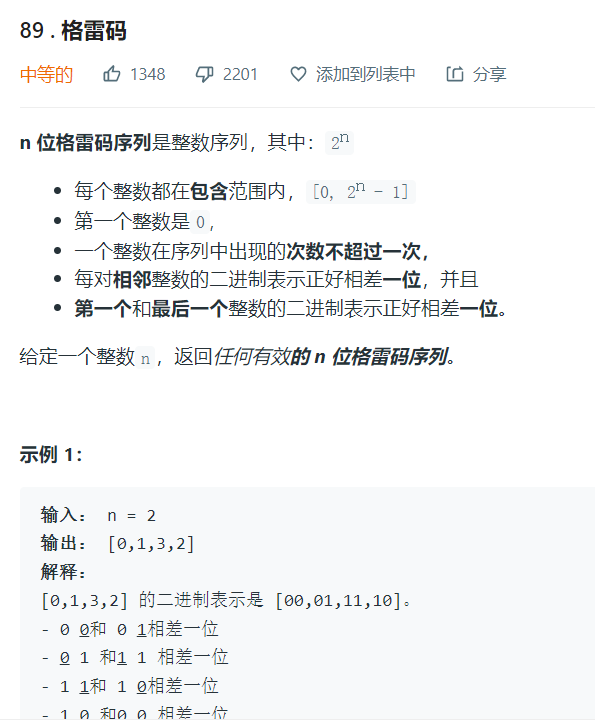 89 . 格雷码
中等的 1348 2201 添加到列表中 分享
n 位格雷码序列是整数序列，其中： 2ⁿ
每个整数都在包含范围内， [0, 2ⁿ - 1]
第一个整数是 0，
一个整数在序列中出现的次数不超过一次，
每对相邻整数的二进制表示正好相差一位，并且
第一个和最后一个整数的二进制表示正好相差一位。
给定一个整数 n ，返回任何有效的 n 位格雷码序列。
示例 1：
输入： n = 2
输出： [0,1,3,2]
解释：
[0,1,3,2] 的二进制表示是 [00,01,11,10]。
- 0 0和 0 1相差一位
- 0 1 和1 1 相差一位
- 1 1和 1 0相差一位
- 1 0 和0 0 相差一位